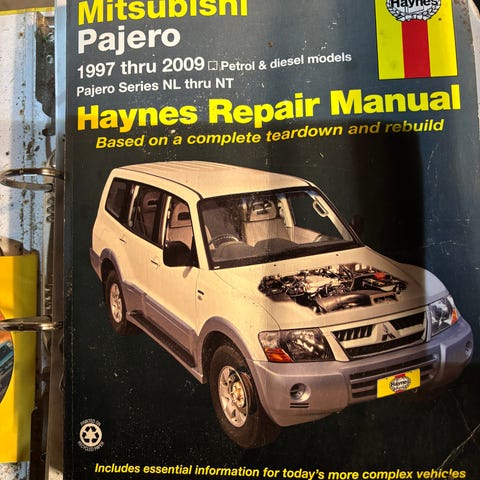 Mitsubishi
Pajero
1997 thru 2009 Petrol & diesel models
Pajero Series NL thru NT
Haynes
Haynes Repair Manual
Based on a complete teardown and rebuild
Haynes
Includes essential information for today's more complex vehicles